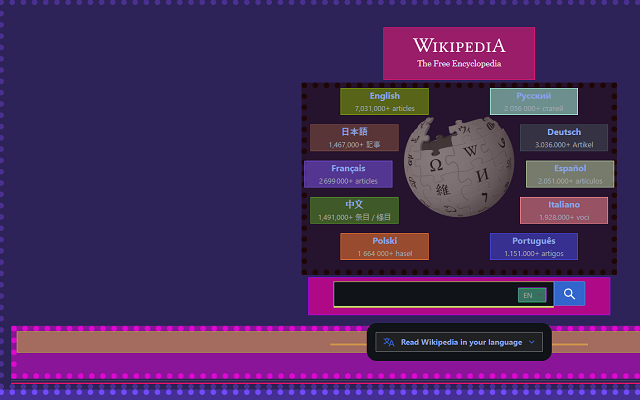 WIKIPEDIA
The Free Encyclopedia
English
7,031,000+ articles
Русский
2 056 000+ статей
日本語
1,467,000+ 記事
Deutsch
3.036.000+ Artikel
Français
2 699 000+ articles
Español
2.051.000+ artículos
中文
1,491,000+ 条目 / 條目
Italiano
1.928.000+ voci
Polski
1 664 000+ haseł
Português
1.151.000+ artigos
EN
Read Wikipedia in your language